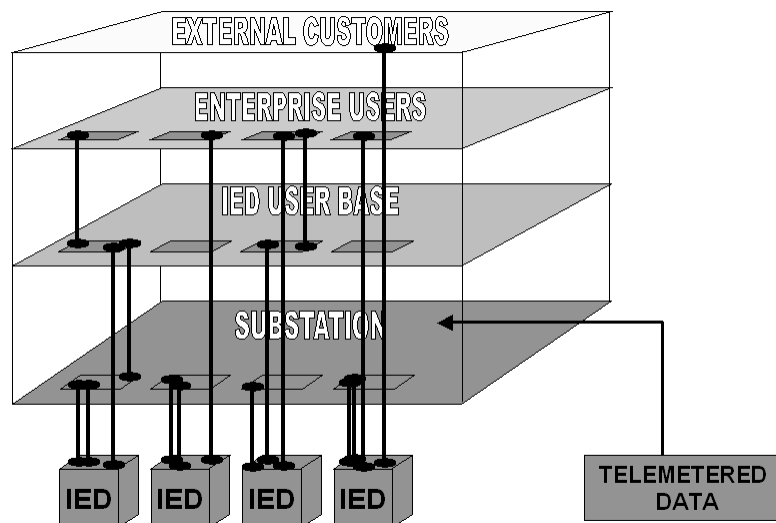 EXTERNAL CUSTOMERS
ENTERPRISE USERS
IED USER BASE
SUBSTATION
IED IED IED IED
TELEMETERED
DATA